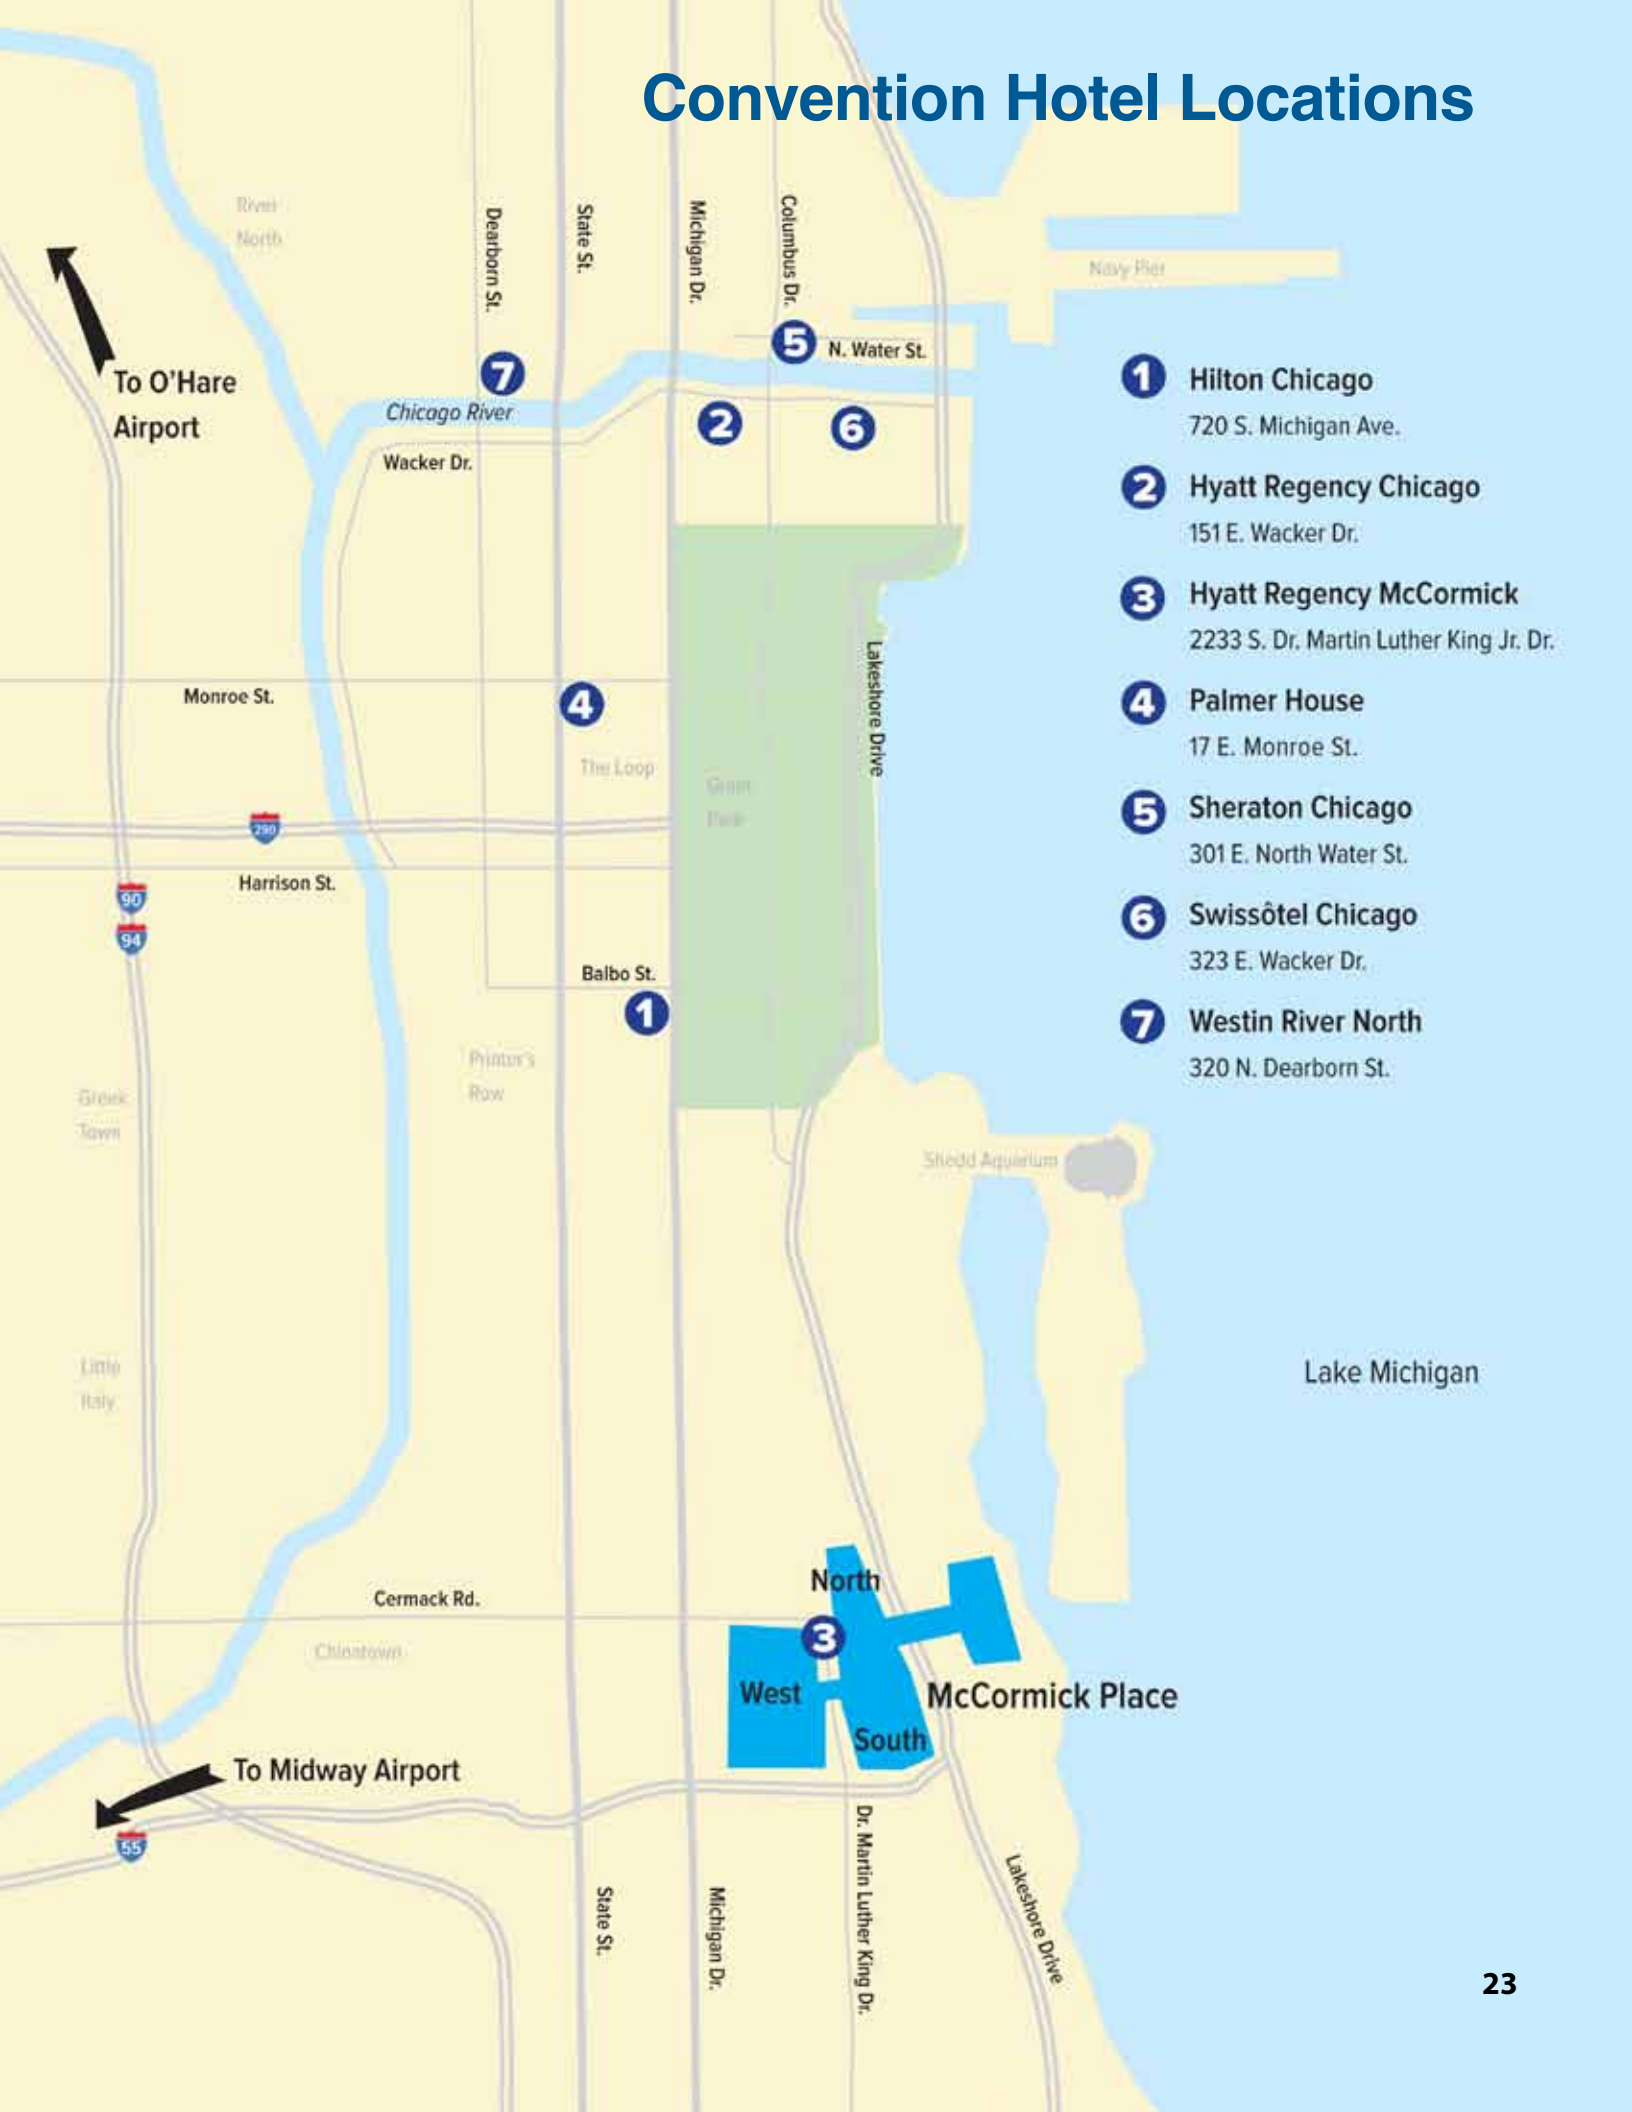 Convention Hotel Locations
River
North
Dearborn St.
State St.
Michigan Dr.
Columbus Dr.
Navy Pier
To O'Hare
Airport
7
5
N. Water St.
Chicago River
2
6
Wacker Dr.
1 Hilton Chicago
720 S. Michigan Ave.
2 Hyatt Regency Chicago
151 E. Wacker Dr.
3 Hyatt Regency McCormick
2233 S. Dr. Martin Luther King Jr. Dr.
4 Palmer House
17 E. Monroe St.
5 Sheraton Chicago
301 E. North Water St.
6 Swissôtel Chicago
323 E. Wacker Dr.
7 Westin River North
320 N. Dearborn St.
Lakeshore Drive
Monroe St.
4
The Loop
Grant
Park
290
Harrison St.
90
94
Balbo St.
1
Printer's
Row
Greek
Town
Shedd Aquarium
Little
Italy
Lake Michigan
North
Cermack Rd.
3
Chinatown
West
McCormick Place
South
To Midway Airport
55
State St.
Michigan Dr.
Dr. Martin Luther King Dr.
Lakeshore Drive
23